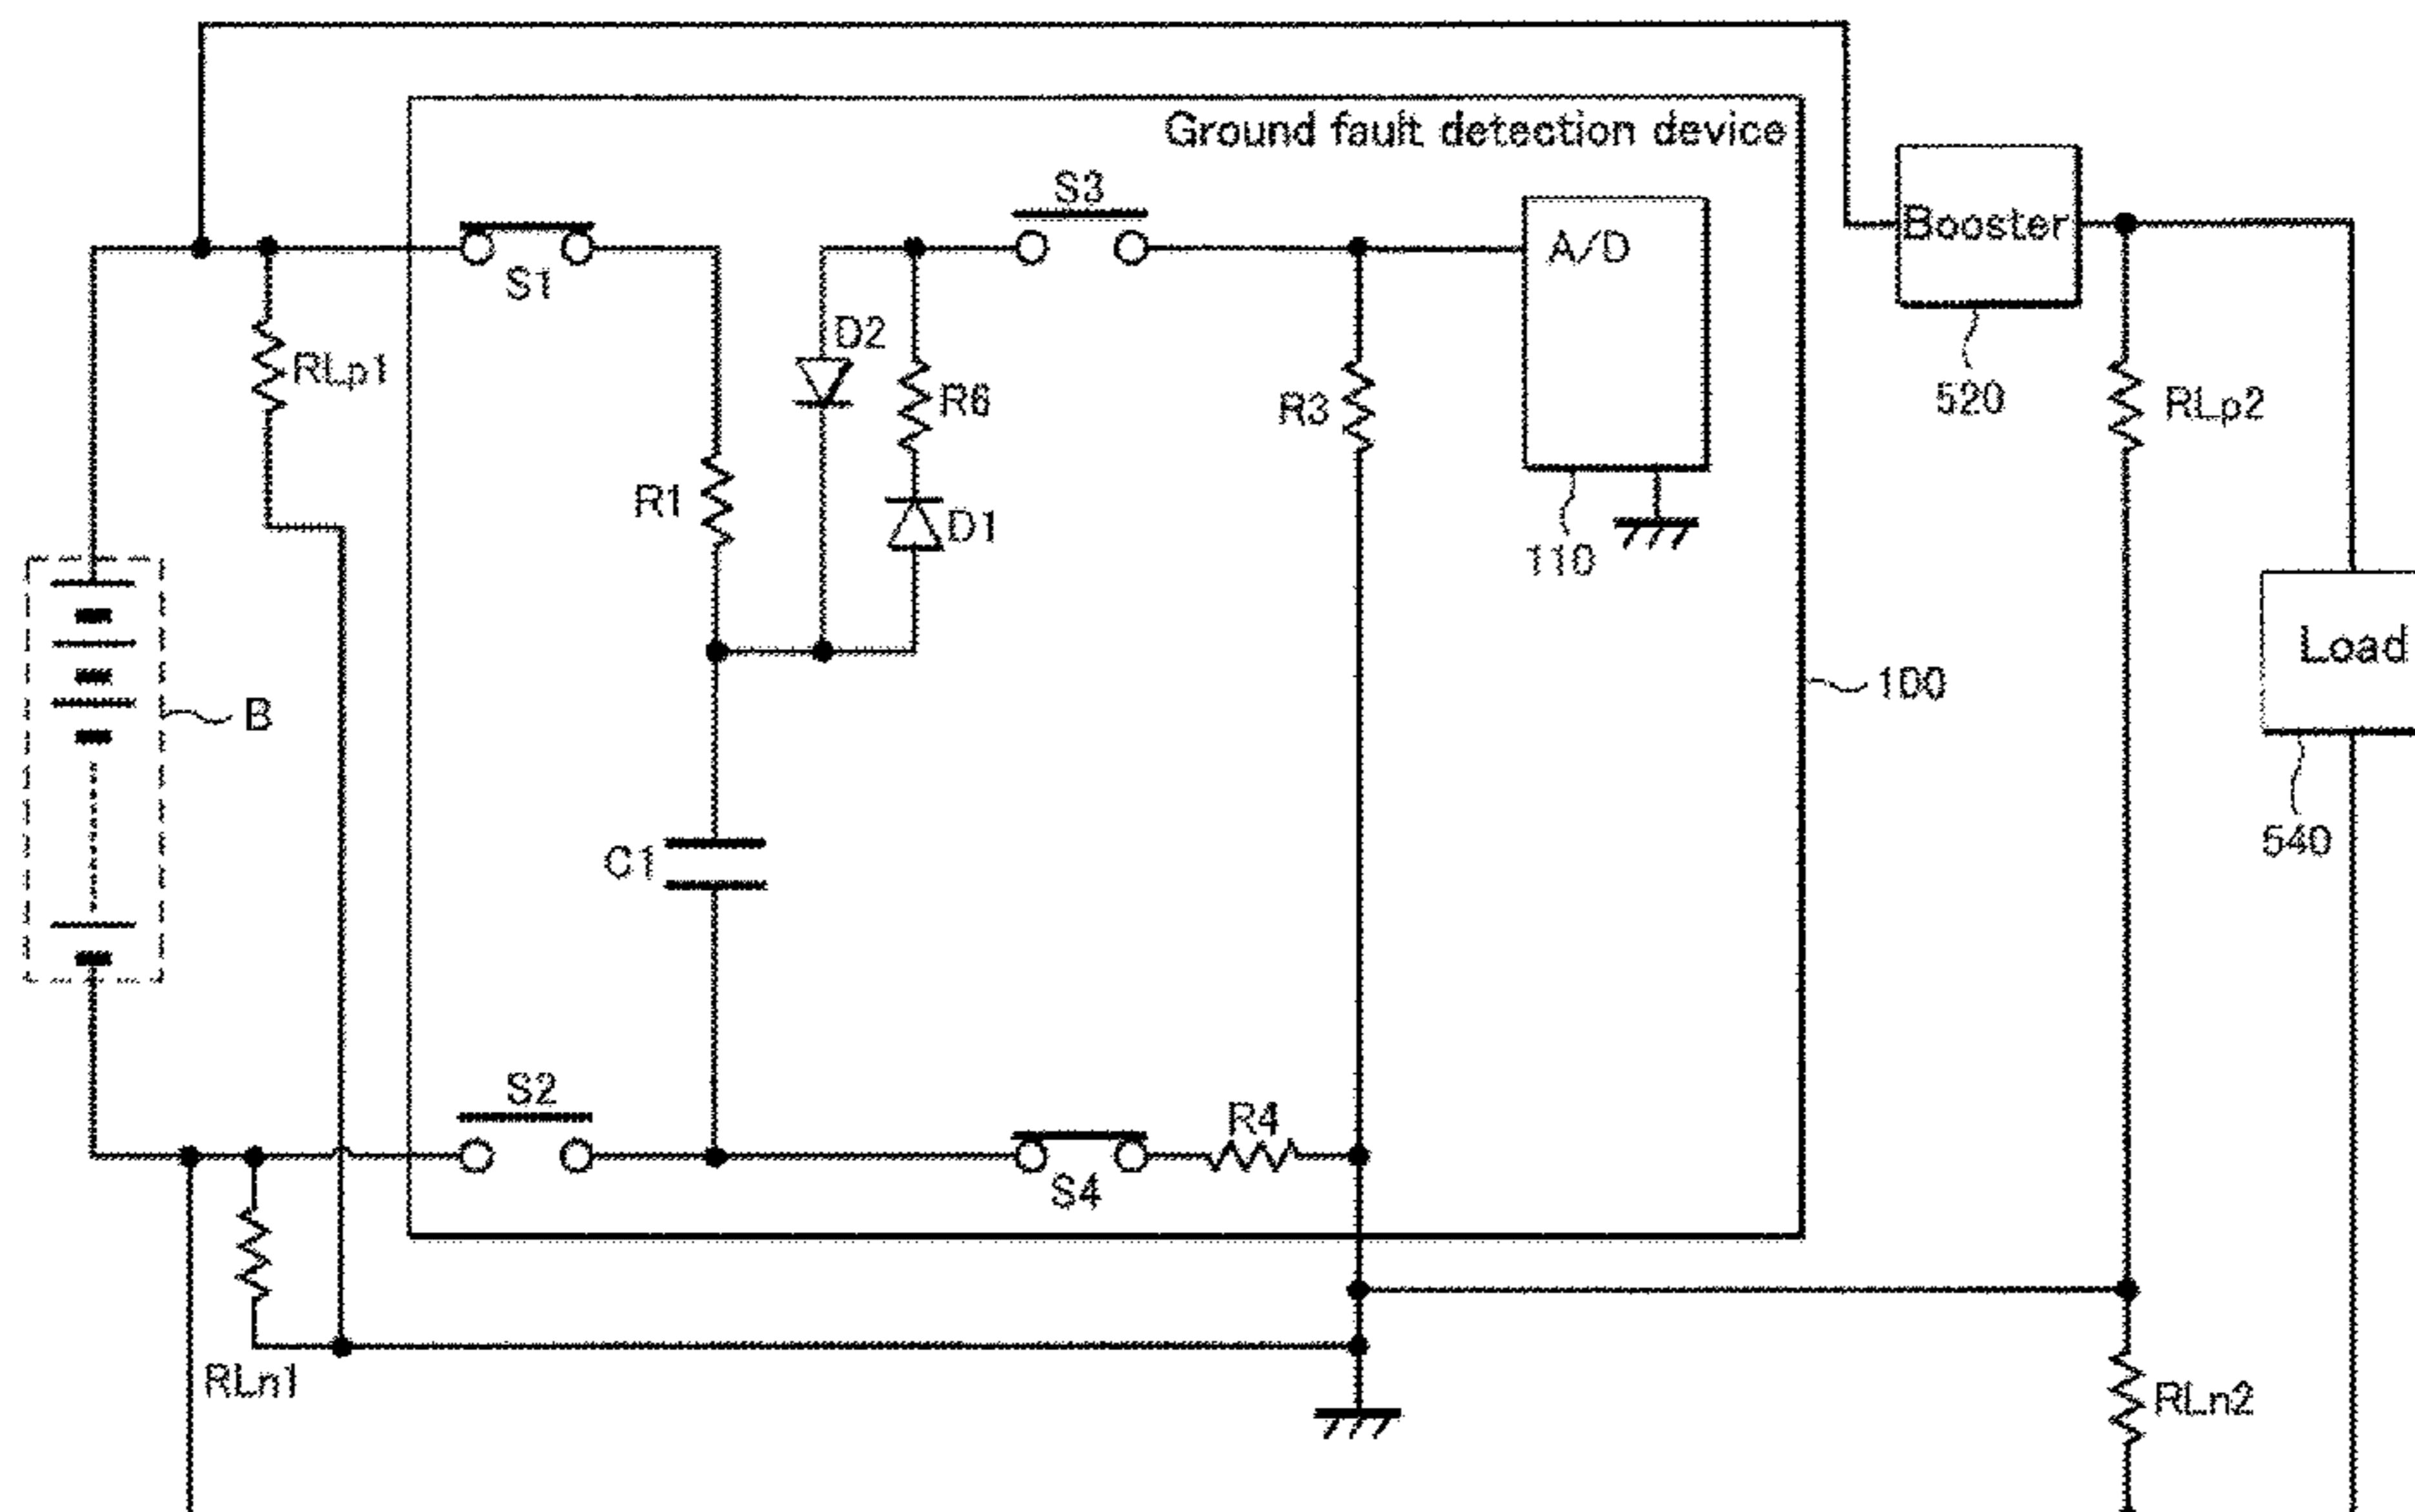 Ground fault detection device
S3
S1
A/D
Booster
D2
RLp1
R6
R3
520
RLp2
R1
D1
110
Load
100
B
C1
540
S2
R4
S4
RLn1
RLn2